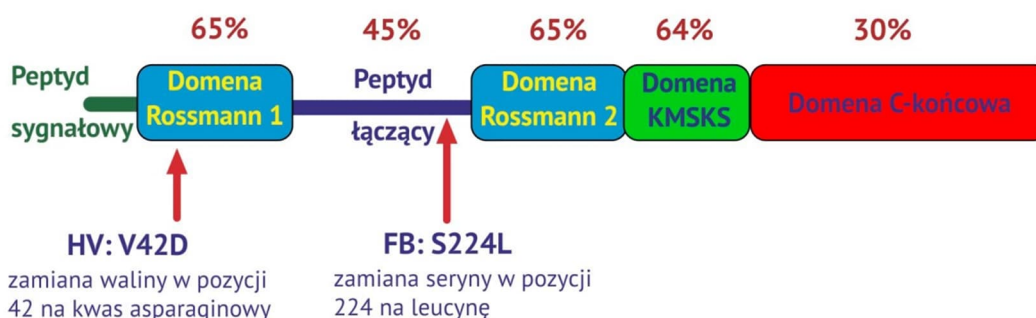 65% 45% 65% 64% 30%
Peptyd
sygnałowy
Domena
Rossmann 1
Peptyd
łączący
Domena
Rossmann 2
Domena
KMSKS
Domena C-końcowa
HV: V42D
zamiana waliny w pozycji
42 na kwas asparaginowy
FB: S224L
zamiana seryny w pozycji
224 na leucynę